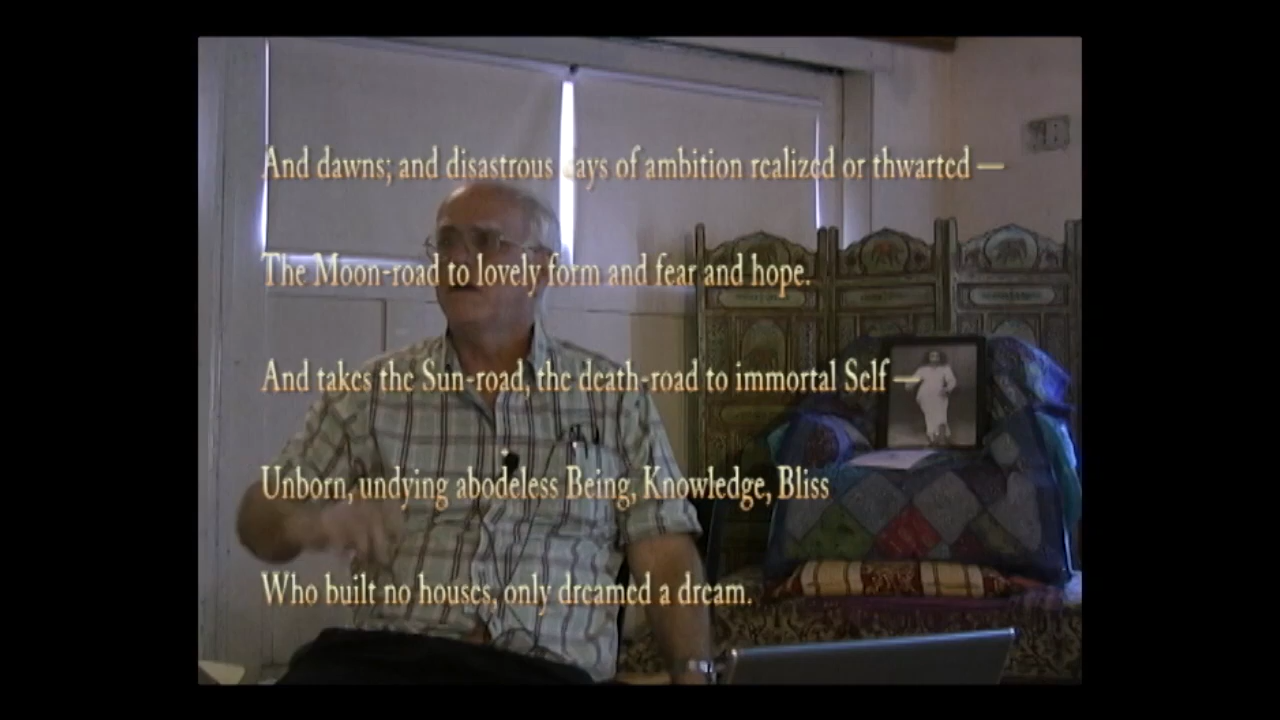 And dawns; and disastrous days of ambition realized or thwarted —
The Moon-road to lovely form and fear and hope.
And takes the Sun-road, the death-road to immortal Self —
Unborn, undying abodeless Being, Knowledge, Bliss
Who built no houses, only dreamed a dream.